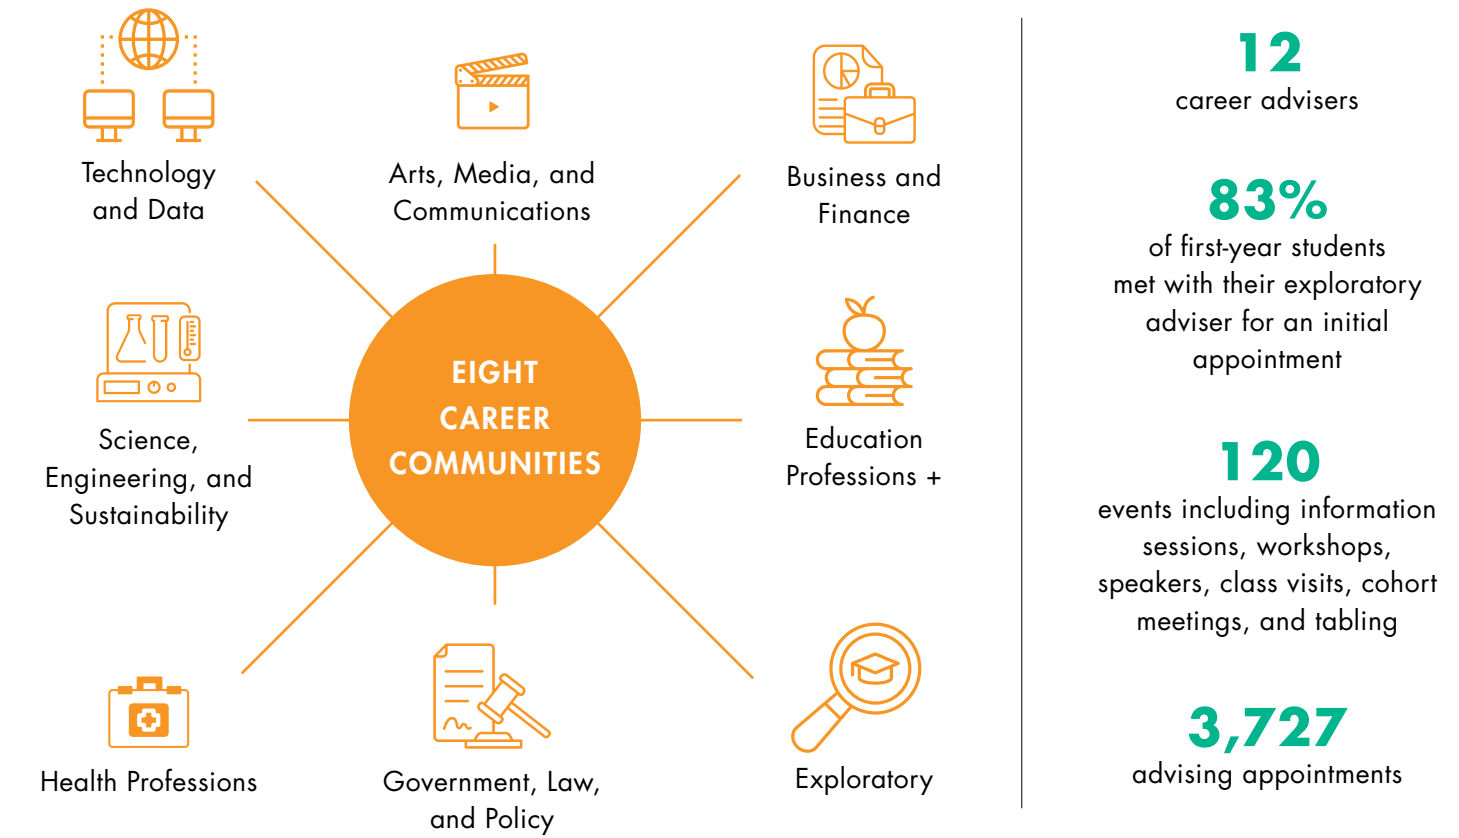 Technology
and Data
Arts, Media, and
Communications
Business and
Finance
Science,
Engineering, and
Sustainability
EIGHT
CAREER
COMMUNITIES
Education
Professions +
Health Professions
Government, Law,
and Policy
Exploratory
12
career advisers
83%
of first-year students
met with their exploratory
adviser for an initial
appointment
120
events including information
sessions, workshops,
speakers, class visits, cohort
meetings, and tabling
3,727
advising appointments